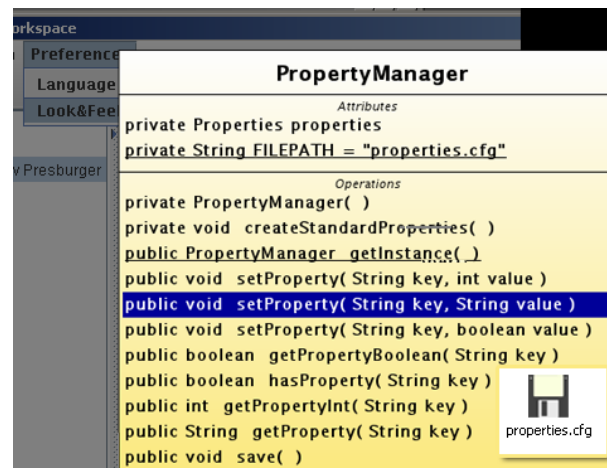 orkspace
Preference
Language
Look&Fee
Presburger
PropertyManager
Attributes
private Properties properties
private String FILEPATH = "properties.cfg"
Operations
private PropertyManager( )
private void createStandardProperties( )
public PropertyManager getInstance( )
public void setProperty( String key, int value )
public void setProperty( String key, String value )
public void setProperty( String key, boolean value )
public boolean getPropertyBoolean( String key )
public boolean hasProperty( String key )
public int getPropertyInt( String key )
public String getProperty( String key )
public void save( )
properties.cfg